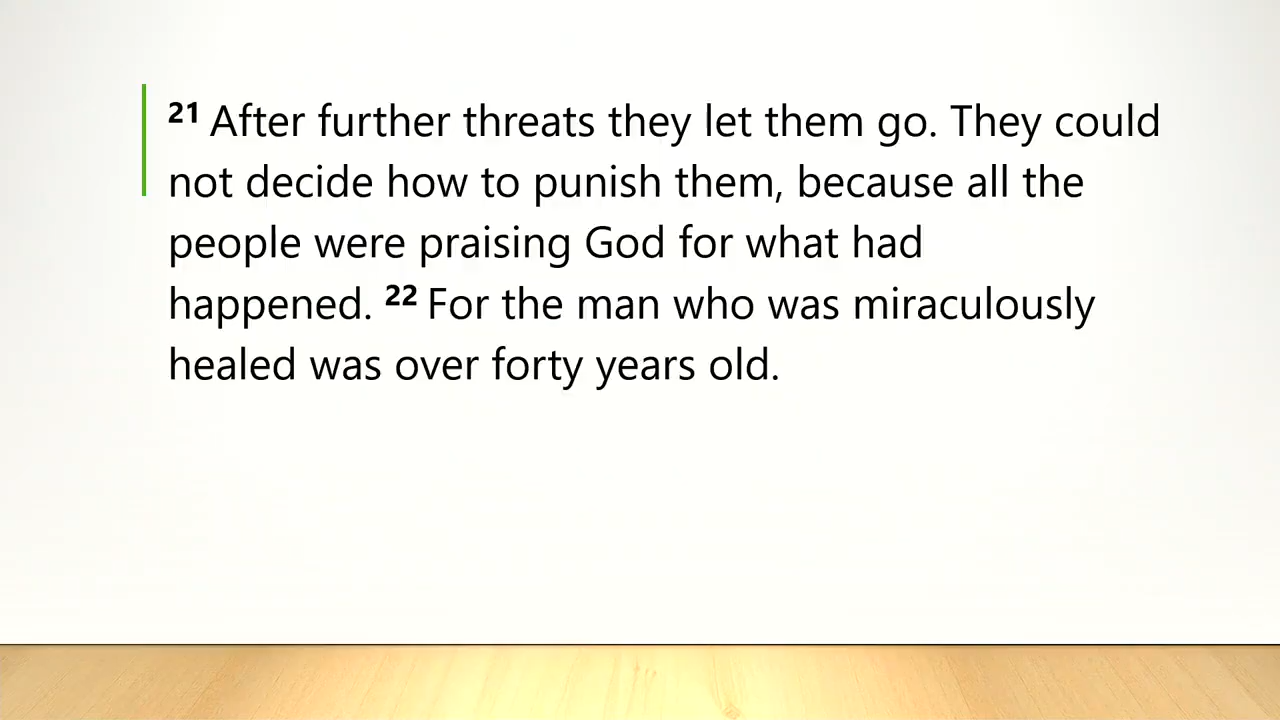 21 After further threats they let them go. They could
not decide how to punish them, because all the
people were praising God for what had
happened. 22 For the man who was miraculously
healed was over forty years old.